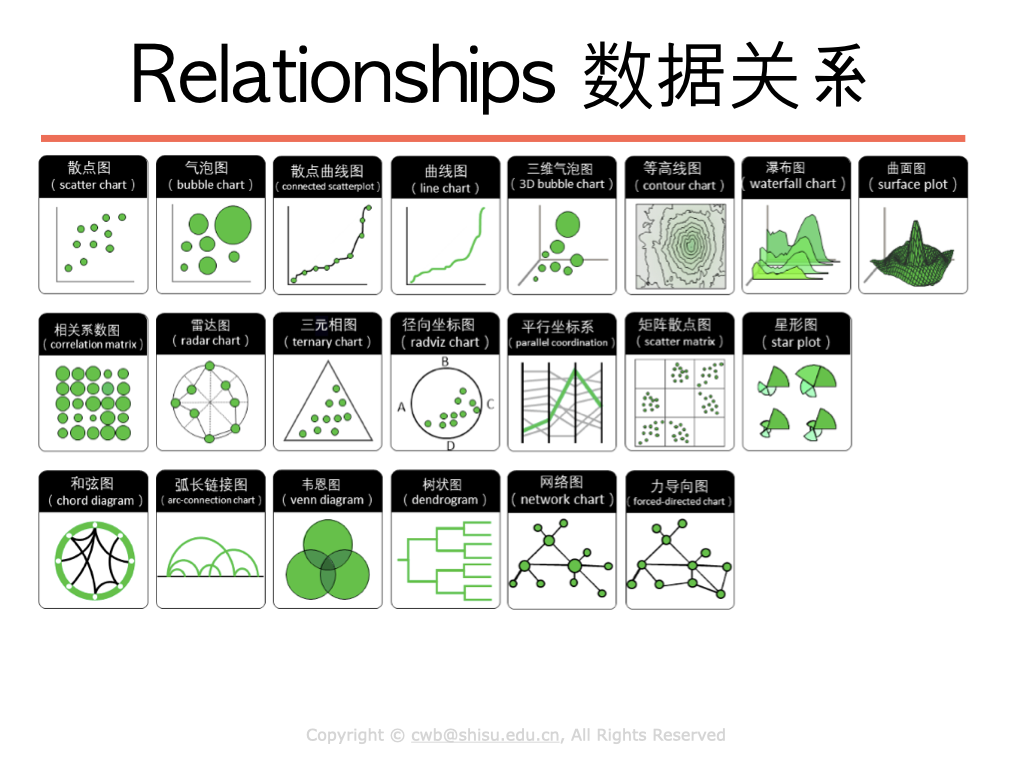 Relationships 数据关系
散点图
( scatter chart )
气泡图
( bubble chart )
散点曲线图
( connected scatterplot )
曲线图
( line chart )
三维气泡图
( 3D bubble chart )
等高线图
( contour chart )
瀑布图
( waterfall chart )
曲面图
( surface plot )
相关系数图
( correlation matrix )
雷达图
( radar chart )
三元相图
( ternary chart )
径向坐标图
( radviz chart )
B
A
C
D
平行坐标系
( parallel coordination )
矩阵散点图
( scatter matrix )
星形图
( star plot )
和弦图
( chord diagram )
弧长链接图
( arc-connection chart )
韦恩图
( venn diagram )
树状图
( dendrogram )
网络图
( network chart )
力导向图
( forced-directed chart )
Copyright © cwb@shisu.edu.cn, All Rights Reserved